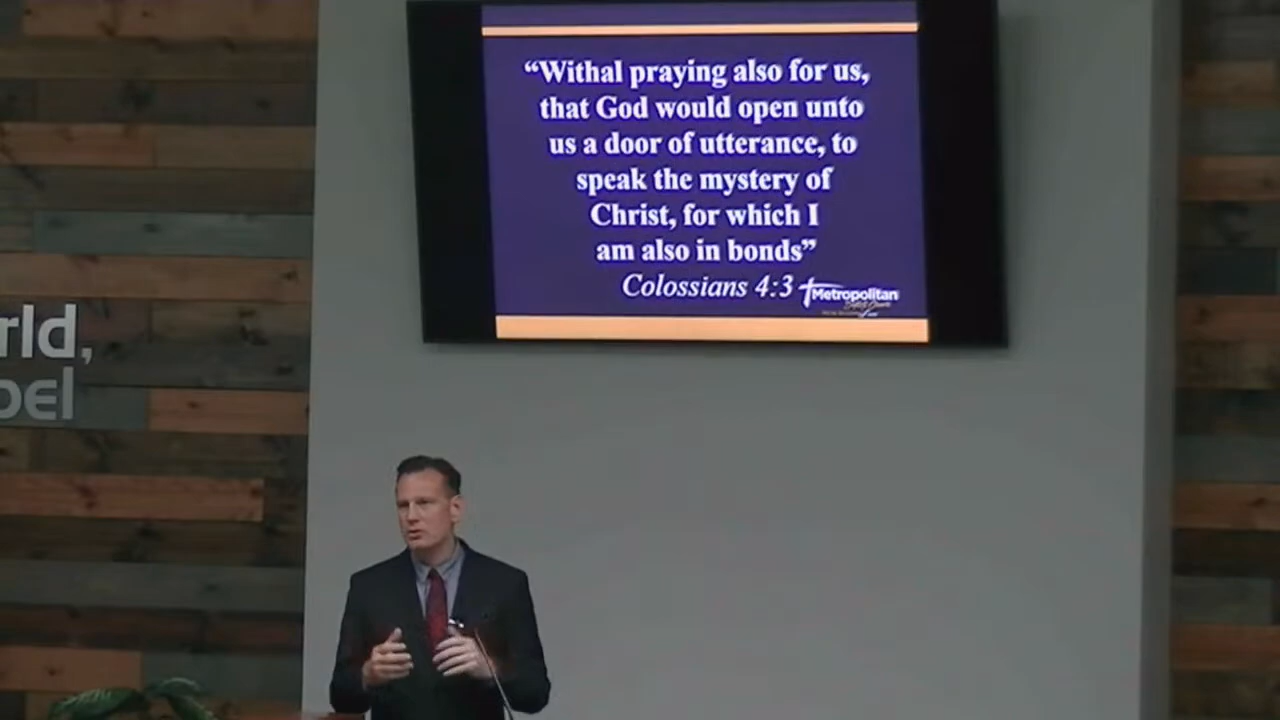 “Withal praying also for us,
that God would open unto
us a door of utterance, to
speak the mystery of
Christ, for which I
am also in bonds”
Colossians 4:3
Metropolitan
rld,
pel